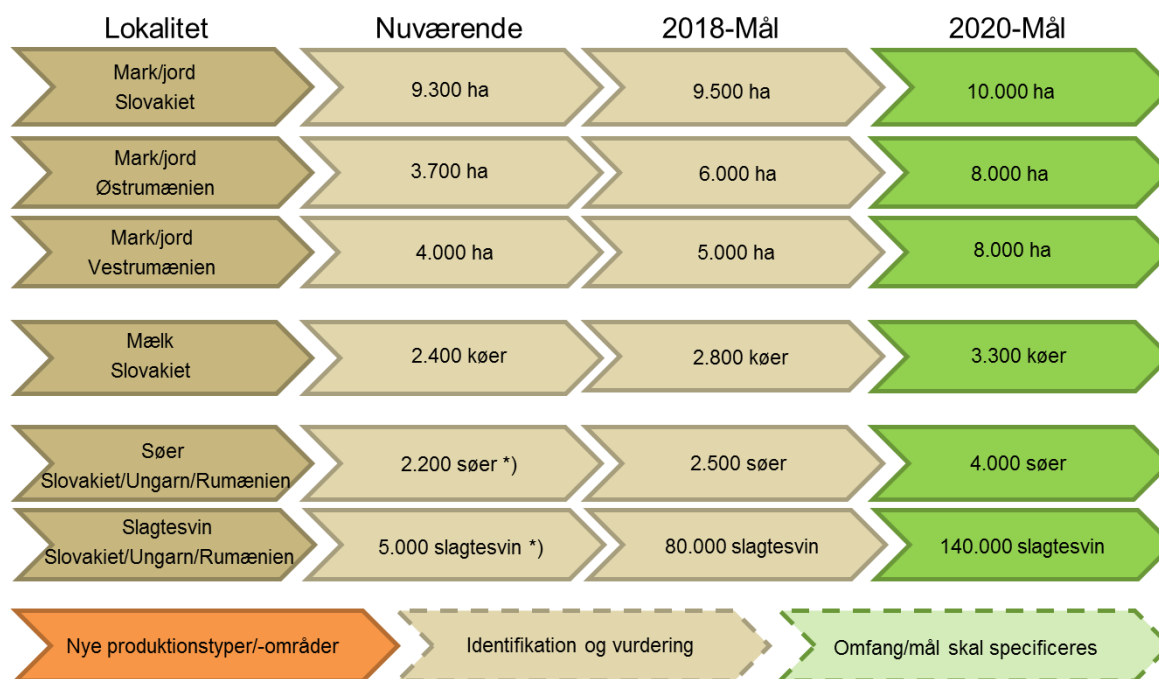 Lokalitet Nuværende 2018-Mål 2020-Mål
Mark/jord
Slovakiet
9.300 ha 9.500 ha 10.000 ha
Mark/jord
Østrumænien
3.700 ha 6.000 ha 8.000 ha
Mark/jord
Vestrumænien
4.000 ha 5.000 ha 8.000 ha
Mælk
Slovakiet
2.400 køer 2.800 køer 3.300 køer
Søer
Slovakiet/Ungarn/Rumænien
2.200 søer *) 2.500 søer 4.000 søer
Slagtesvin
Slovakiet/Ungarn/Rumænien
5.000 slagtesvin *) 80.000 slagtesvin 140.000 slagtesvin
Nye produktionstyper/-områder Identifikation og vurdering Omfang/mål skal specificeres